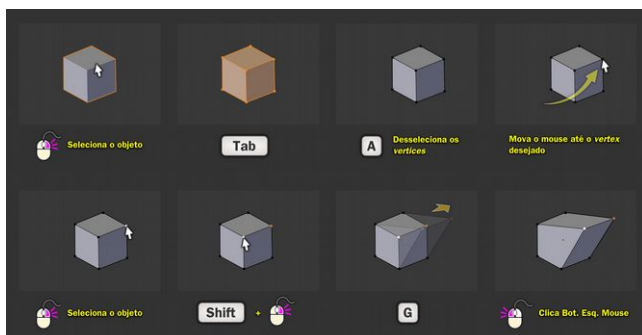 Seleciona o objeto
Tab
A
Desseleciona os
vertices
Mova o mouse até o vertex
desejado
Seleciona o objeto
Shift +
G
Clica Bot. Esq. Mouse